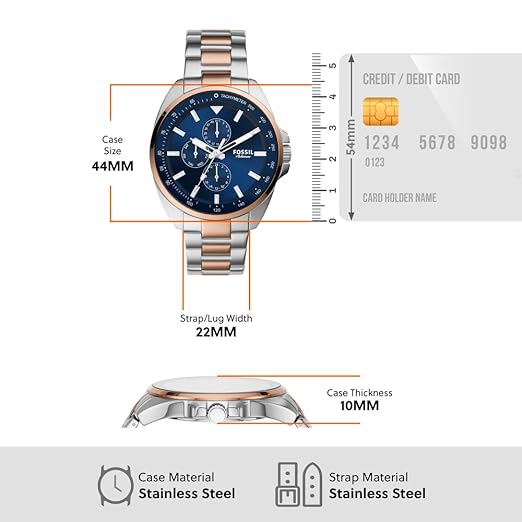 TACHYMETER
FOSSIL
Case
Size
44MM
5
4
3
2
1
0
54mm
CREDIT / DEBIT CARD
1234 5678 9098
0123
CARD HOLDER NAME
Strap/Lug Width
22MM
Case Thickness
10MM
Case Material
Stainless Steel
Strap Material
Stainless Steel